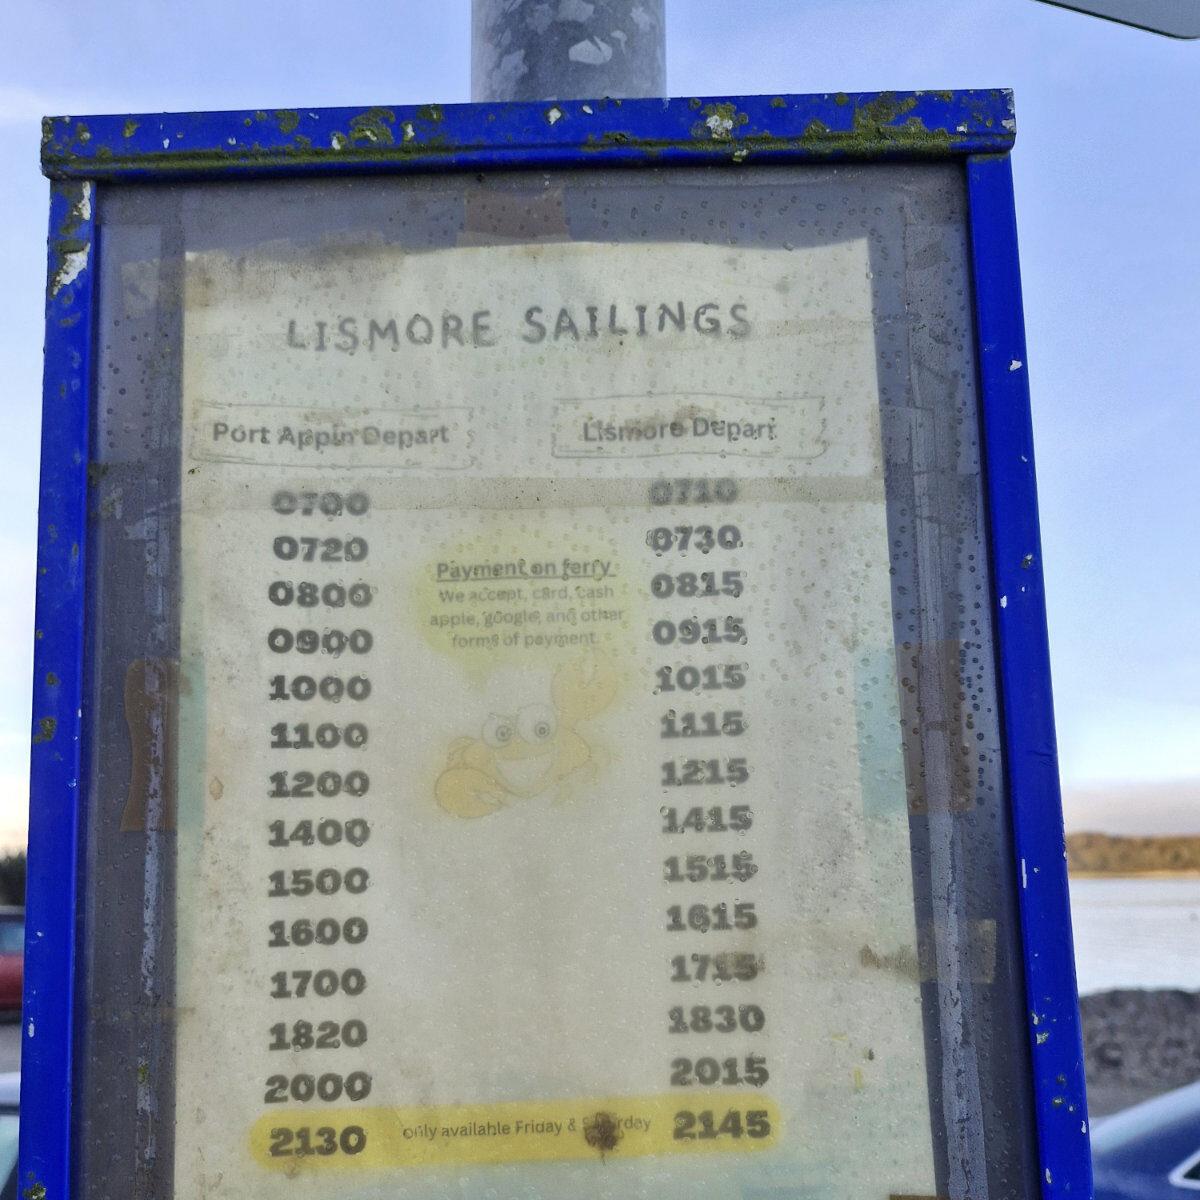 LISMORE SAILINGS
Port Appin Depart Lismore Depart
0700 0710
0720 0730
Payment on ferry
0800 We accept, card, cash 0815
apple, google, and other
0900 forms of payment. 0915
1000 1015
1100 1115
1200 1215
1400 1415
1500 1515
1600 1615
1700 1715
1820 1830
2000 2015
2130 only available Friday & Saturday 2145